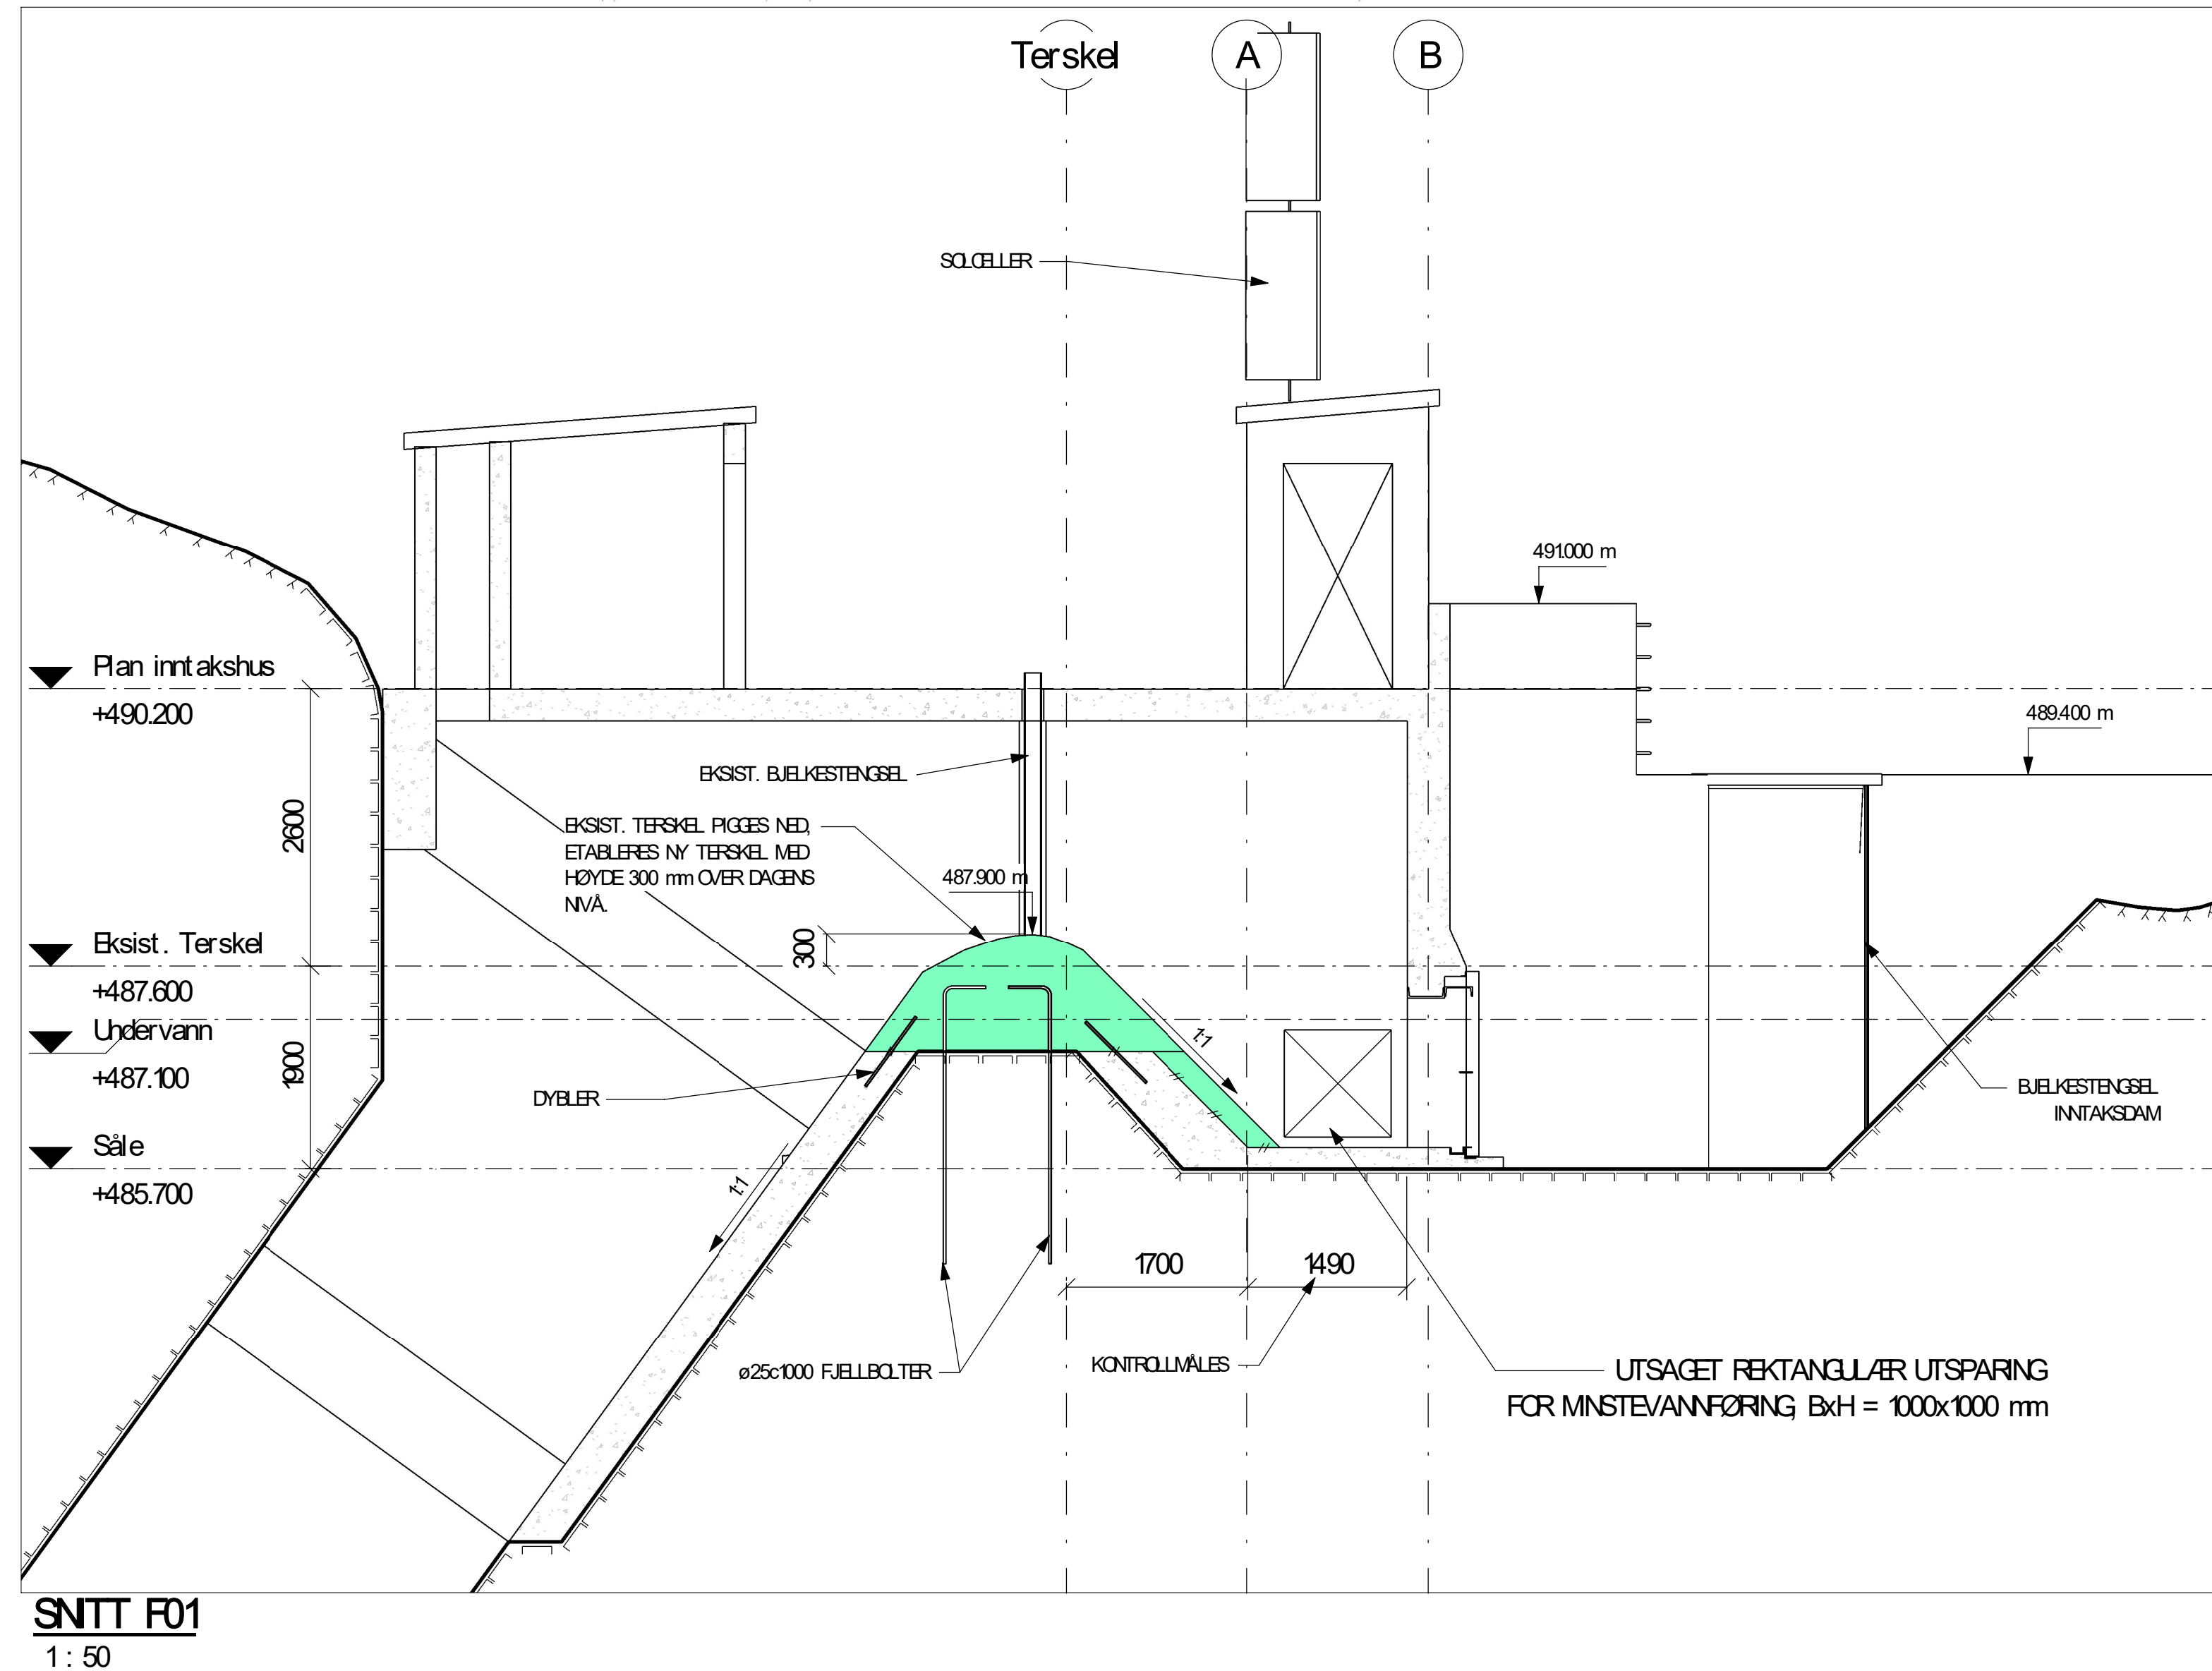 Terskel
A
B
SOLCELLER
491.000 m
Plan inntakshus
+490.200
489.400 m
EKSIST. BJELKESTENGSEL
2600
EKSIST. TERSKEL PIGGES NED,
ETABLERES NY TERSKEL MED
HØYDE 300 mm OVER DAGENS
NIVÅ.
487.900 m
300
Eksist. Terskel
+487.600
Undervann
+487.100
1900
1:1
DYBLER
BJELKESTENGSEL
INNTAKSDAM
Såle
+485.700
1:1
1700
1490
ø25c1000 FJELLBOLTER
KONTROLLMÅLES
UTSAGET REKTANGULÆR UTSPARING
FOR MINSTEVANNFØRING, BxH = 1000x1000 mm
SNITT F01
1 : 50